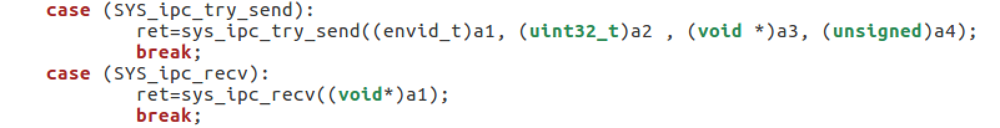 case (SYS_ipc_try_send):
ret=sys_ipc_try_send((envid_t)a1, (uint32_t)a2 , (void *)a3, (unsigned)a4);
break;
case (SYS_ipc_recv):
ret=sys_ipc_recv((void*)a1);
break;